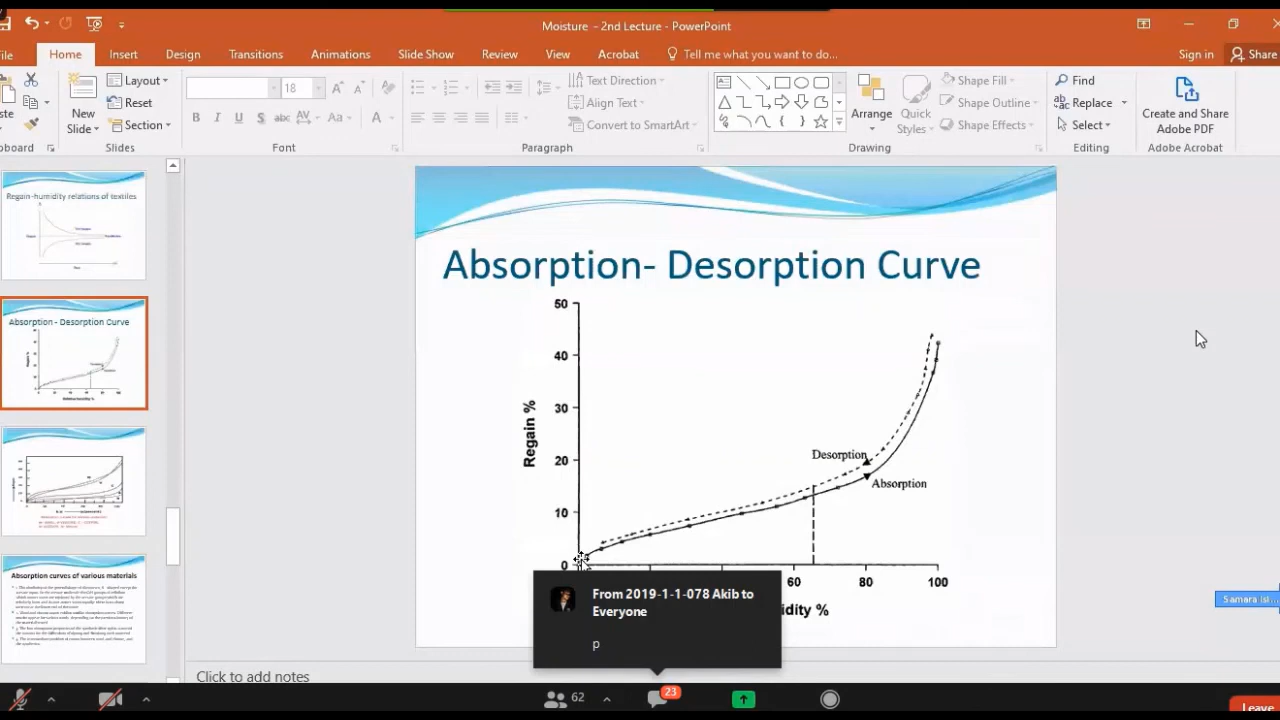 Moisture - 2nd Lecture - PowerPoint
File
Home
Insert
Design
Transitions
Animations
Slide Show
Review
View
Acrobat
Tell me what you want to do...
Sign in
Share
New
Slide
Layout
Reset
Section
Slides
18
Font
Text Direction
Align Text
Convert to SmartArt
Paragraph
Arrange
Quick
Styles
Shape Fill
Shape Outline
Shape Effects
Drawing
Find
Replace
Select
Editing
Create and Share
Adobe PDF
Adobe Acrobat
Regain-humidity relations of textiles
Absorption - Desorption Curve
Absorption curves of various materials
Absorption- Desorption Curve
50
40
30
20
10
0
Regain %
Desorption
Absorption
60
80
100
idity %
From 2019-1-1-078 Akib to
Everyone
p
Samara isl...
Click to add notes
62
23
Leave